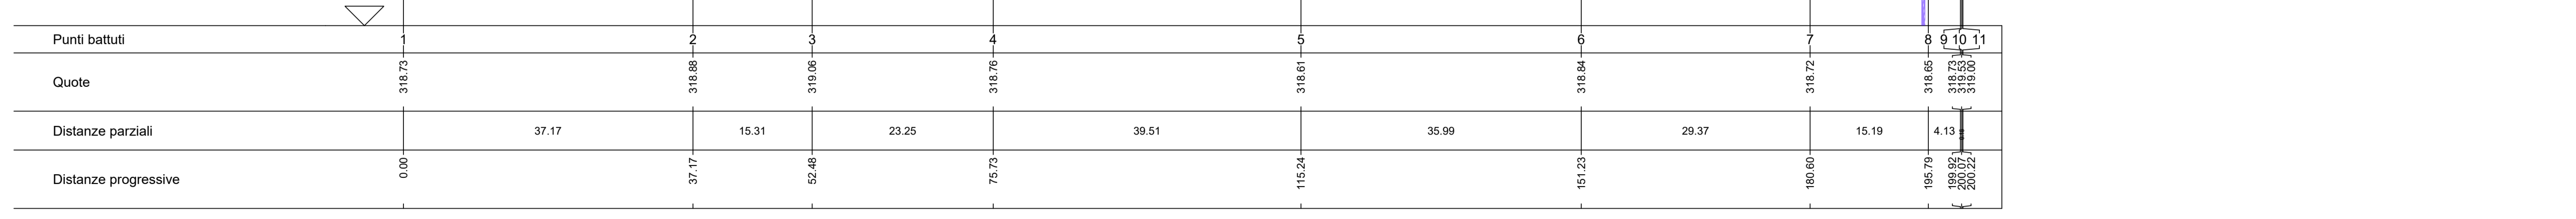 Punti battuti 1 2 3 4 5 6 7 8 9 10 11
Quote 318.73 318.88 319.06 318.76 318.61 318.84 318.72 318.65 318.73 319.53 319.00
Distanze parziali 37.17 15.31 23.25 39.51 35.99 29.37 15.19 4.13
Distanze progressive 0.00 37.17 52.48 75.73 115.24 151.23 180.60 195.79 199.92 200.07 200.22